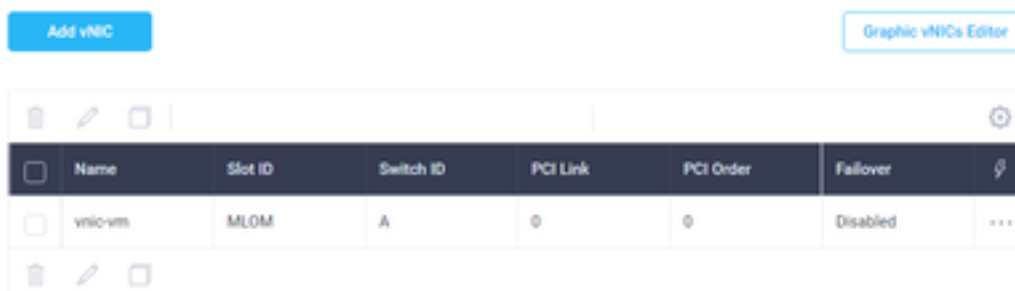 Add vNIC
Graphic vNICs Editor
Name Slot ID Switch ID PCI Link PCI Order Failover
vnic-vm MLOM A 0 0 Disabled ...